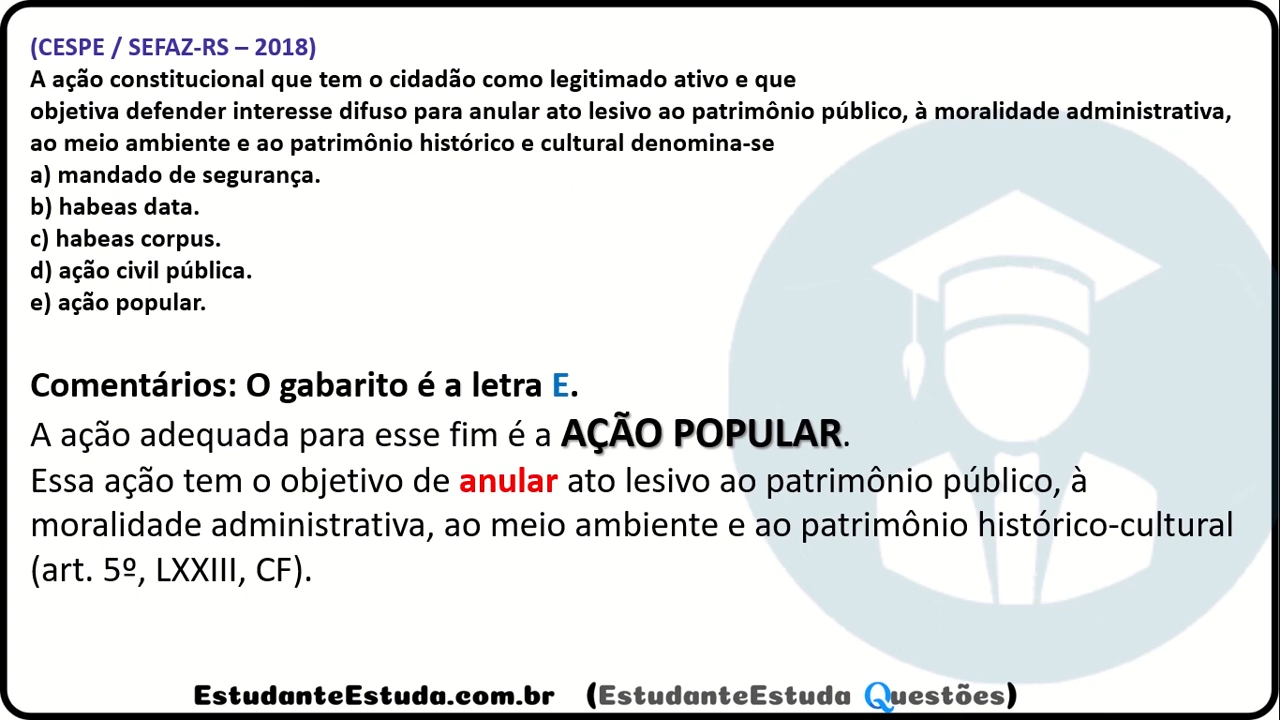 (CESPE / SEFAZ-RS – 2018)
A ação constitucional que tem o cidadão como legitimado ativo e que
objetiva defender interesse difuso para anular ato lesivo ao patrimônio público, à moralidade administrativa,
ao meio ambiente e ao patrimônio histórico e cultural denomina-se
a) mandado de segurança.
b) habeas data.
c) habeas corpus.
d) ação civil pública.
e) ação popular.
Comentários: O gabarito é a letra E.
A ação adequada para esse fim é a AÇÃO POPULAR.
Essa ação tem o objetivo de anular ato lesivo ao patrimônio público, à
moralidade administrativa, ao meio ambiente e ao patrimônio histórico-cultural
(art. 5º, LXXIII, CF).
EstudanteEstuda.com.br (EstudanteEstuda Questões)